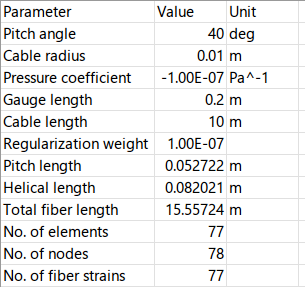 Parameter Value Unit
Pitch angle 40 deg
Cable radius 0.01 m
Pressure coefficient -1.00E-07 Pa^-1
Gauge length 0.2 m
Cable length 10 m
Regularization weight 1.00E-07
Pitch length 0.052722 m
Helical length 0.082021 m
Total fiber length 15.55724 m
No. of elements 77
No. of nodes 78
No. of fiber strains 77